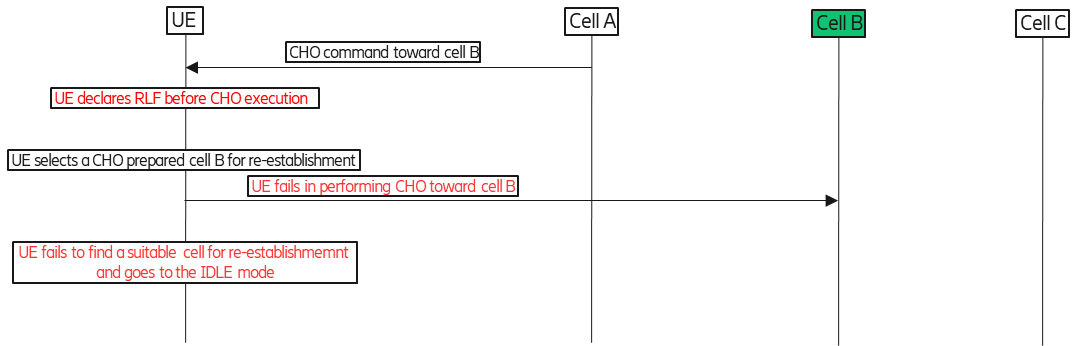 UE
Cell A
Cell B
Cell C
CHO command toward cell B
UE declares RLF before CHO execution
UE selects a CHO prepared cell B for re-establishment
UE fails in performing CHO toward cell B
UE fails to find a suitable cell for re-establishmemnt
and goes to the IDLE mode